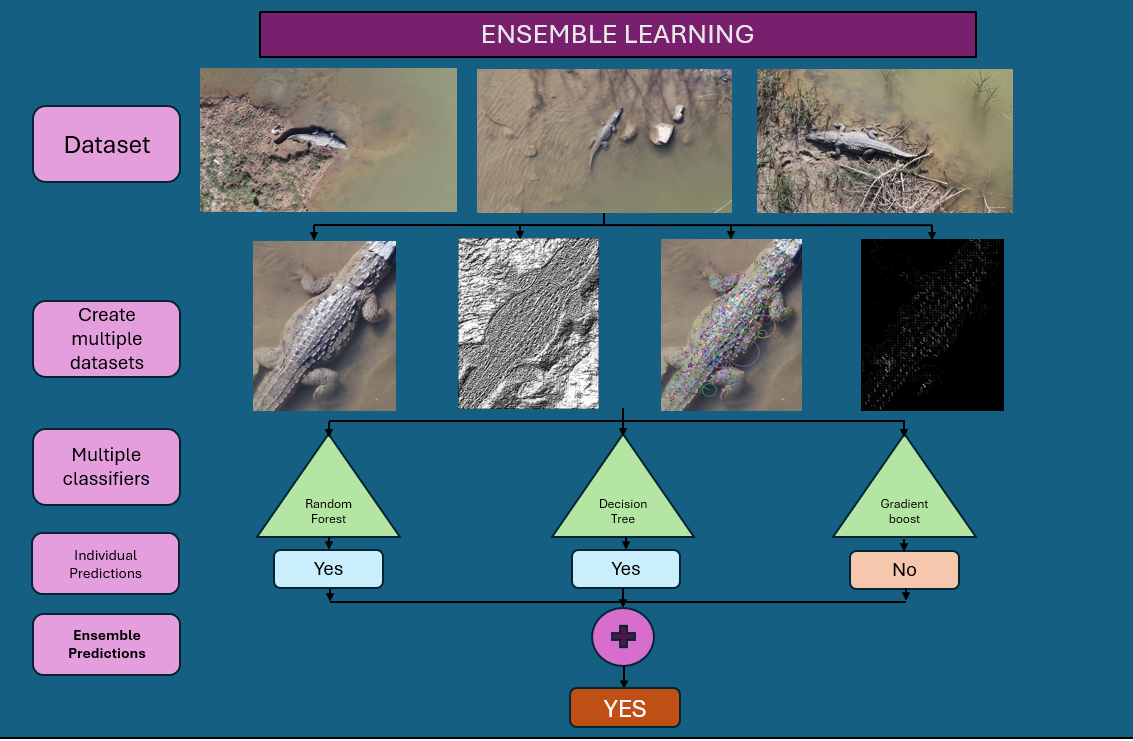 ENSEMBLE LEARNING
Dataset
Create
multiple
datasets
Multiple
classifiers
Random
Forest
Decision
Tree
Gradient
boost
Individual
Predictions
Yes
Yes
No
Ensemble
Predictions
YES